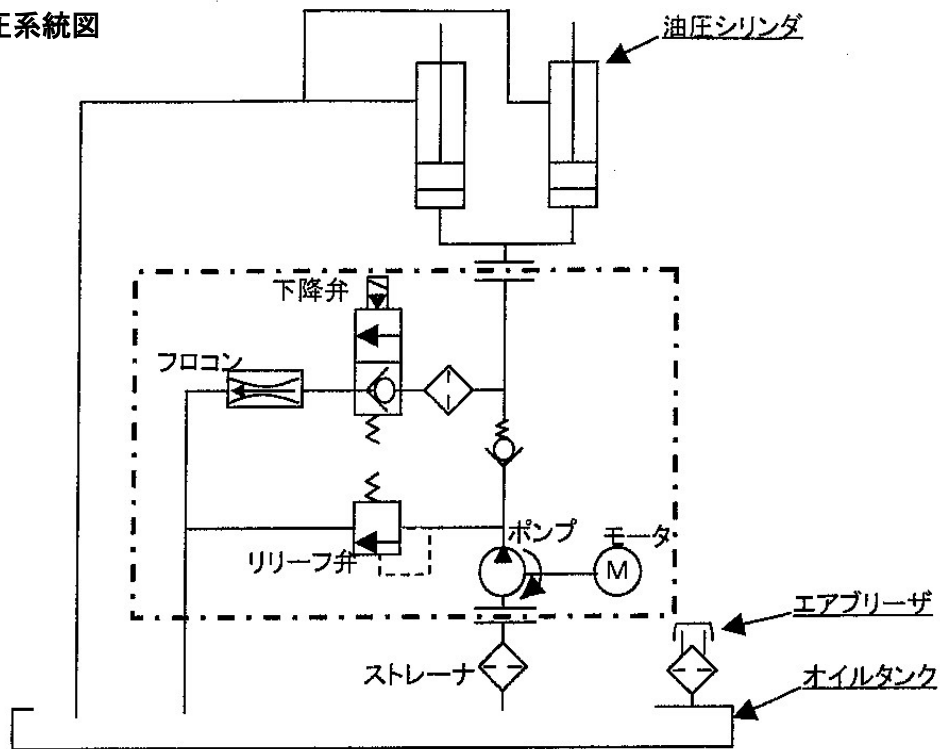 圧系統図
油圧シリンダ
下降弁
フロコン
ポンプ
モータ
M
リリーフ弁
エアブリーザ
ストレーナ
オイルタンク